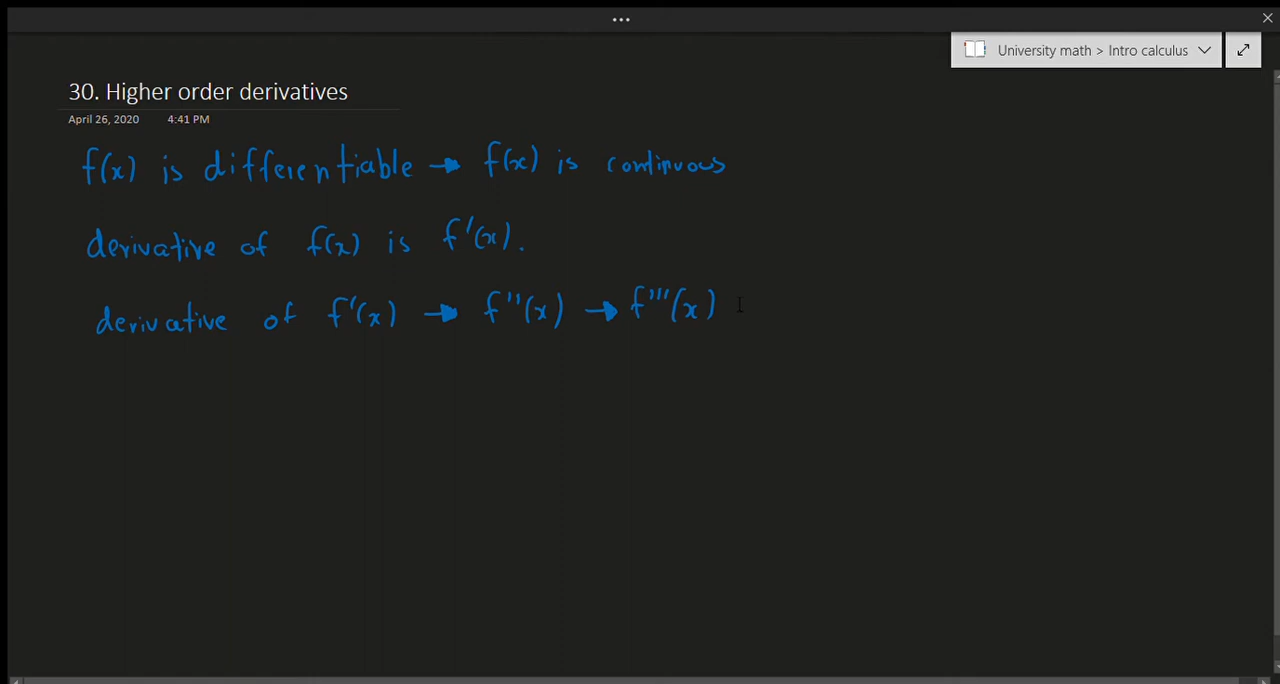 University math > Intro calculus
30. Higher order derivatives
April 26, 2020 4:41 PM
f(x) is differentiable → f(x) is continuous
derivative of f(x) is f'(x).
derivative of f'(x) → f''(x) → f'''(x)